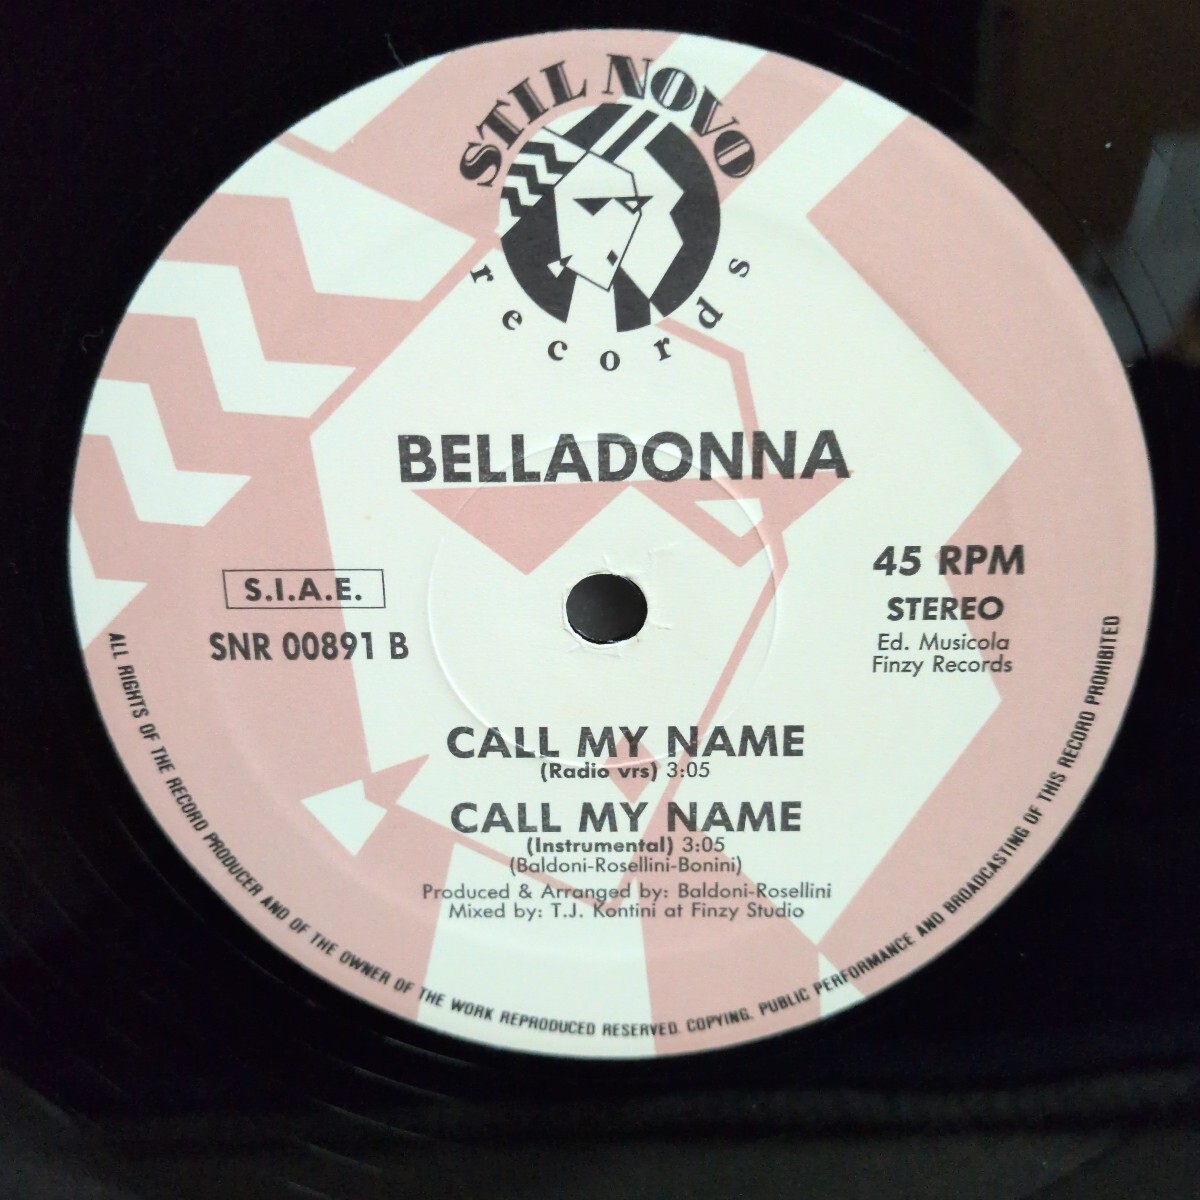 STIL NOVO
records
BELLADONNA
S.I.A.E.
SNR 00891 B
45 RPM
STEREO
Ed. Musicola
Finzy Records
CALL MY NAME
(Radio vrs) 3:05
CALL MY NAME
(Instrumental) 3:05
(Baldoni-Rosellini-Bonini)
Produced & Arranged by: Baldoni-Rosellini
Mixed by: T.J. Kontini at Finzy Studio
ALL RIGHTS OF THE RECORD PRODUCER AND OF THE OWNER OF THE WORK REPRODUCED RESERVED. COPYING, PUBLIC PERFORMANCE AND BROADCASTING OF THIS RECORD PROHIBITED